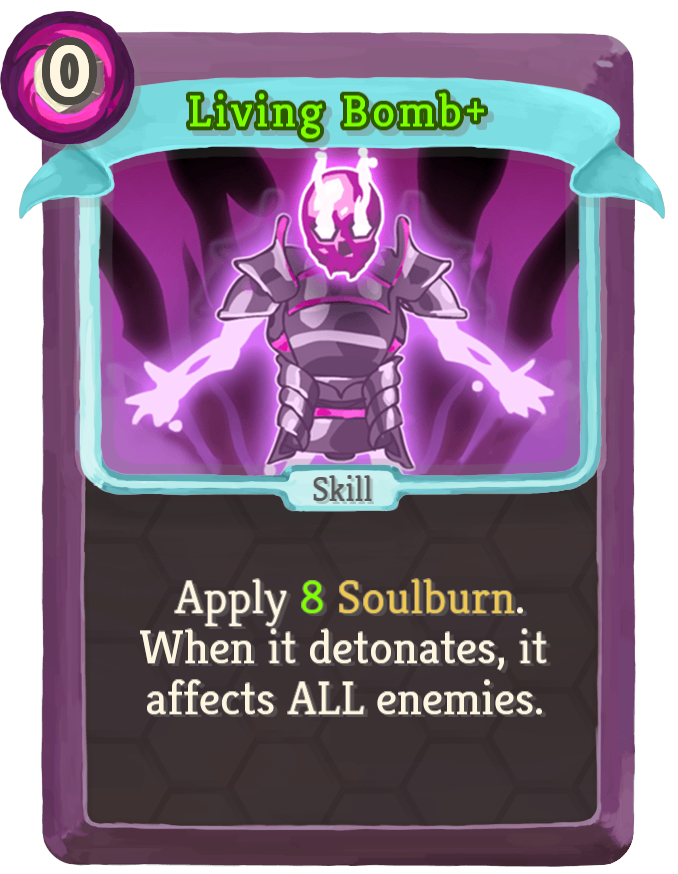 0
Living Bomb+
Skill
Apply 8 Soulburn.
When it detonates, it
affects ALL enemies.